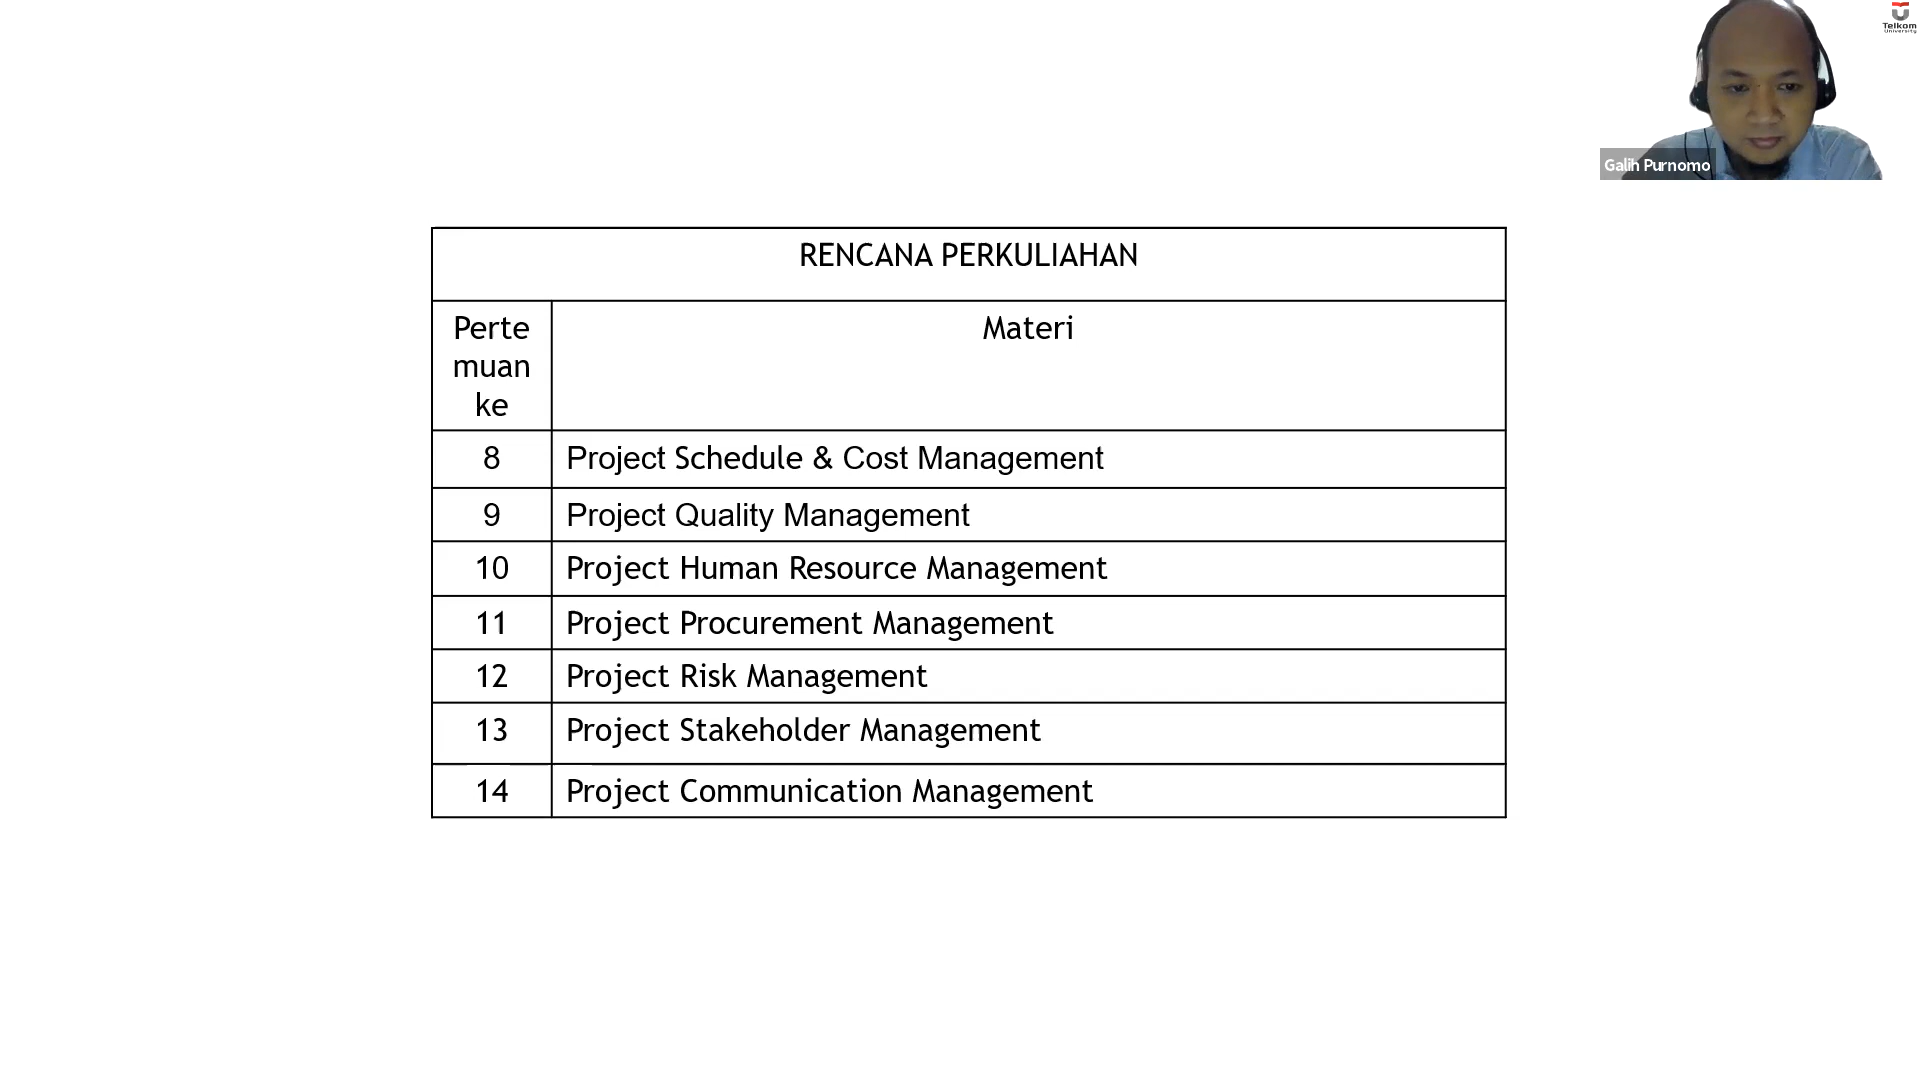 Telkom
University
Galih Purnomo
RENCANA PERKULIAHAN
Perte
muan
ke
Materi
8 Project Schedule & Cost Management
9 Project Quality Management
10 Project Human Resource Management
11 Project Procurement Management
12 Project Risk Management
13 Project Stakeholder Management
14 Project Communication Management